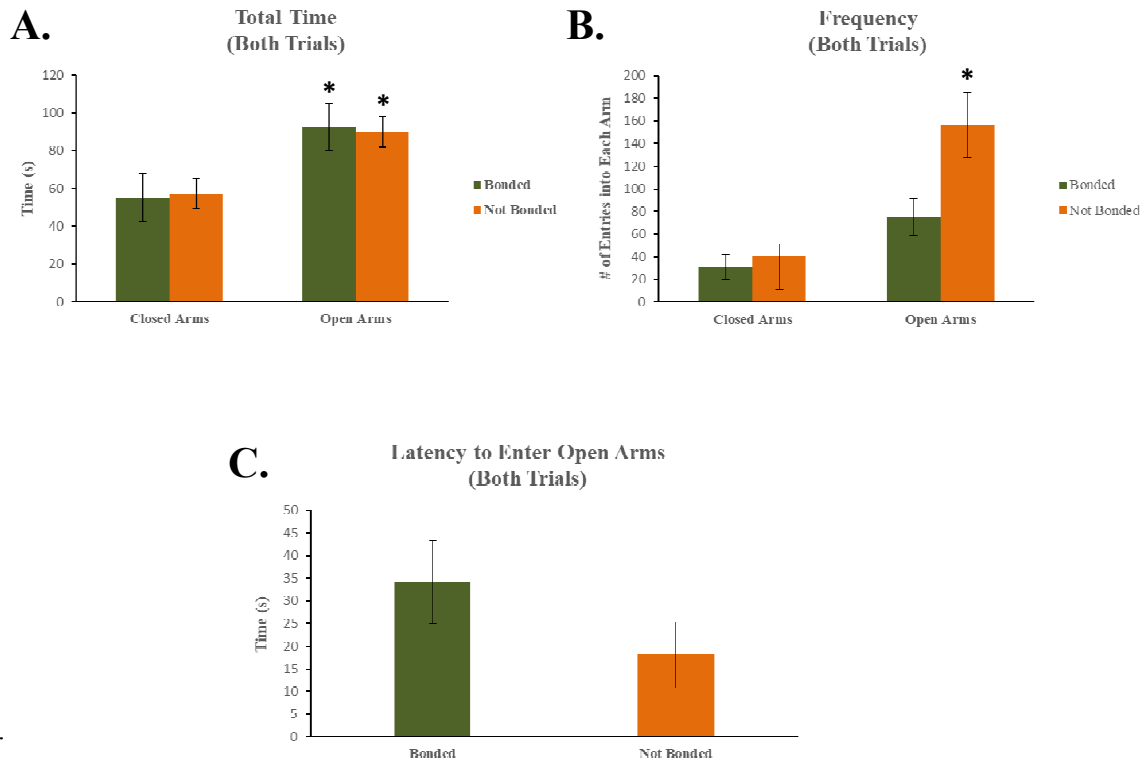 A.
Total Time
(Both Trials)
120
100
80
60
40
20
0
Time (s)
*
*
Closed Arms
Open Arms
Bonded
Not Bonded
B.
Frequency
(Both Trials)
200
180
160
140
120
100
80
60
40
20
0
# of Entries into Each Arm
*
Closed Arms
Open Arms
Bonded
Not Bonded
C.
Latency to Enter Open Arms
(Both Trials)
50
45
40
35
30
25
20
15
10
5
0
Time (s)
Bonded
Not Bonded
.